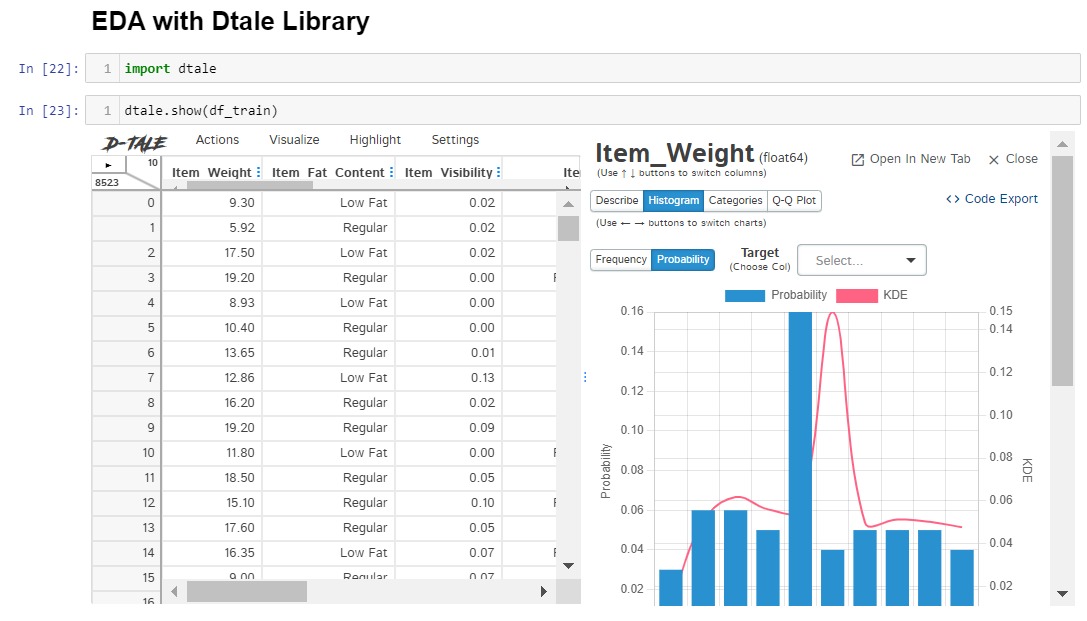 EDA with Dtale Library
In [22]: 1 import dtale
In [23]: 1 dtale.show(df_train)
D-TALE Actions Visualize Highlight Settings
► 10
8523
Item_Weight Item_Fat_Content Item_Visibility Ite
0 9.30 Low Fat 0.02
1 5.92 Regular 0.02
2 17.50 Low Fat 0.02
3 19.20 Regular 0.00 F
4 8.93 Low Fat 0.00
5 10.40 Regular 0.00
6 13.65 Regular 0.01
7 12.86 Low Fat 0.13
8 16.20 Regular 0.02
9 19.20 Regular 0.09
10 11.80 Low Fat 0.00 F
11 18.50 Regular 0.05
12 15.10 Regular 0.10 F
13 17.60 Regular 0.05
14 16.35 Low Fat 0.07 F
15 9.00 Regular 0.07
16
Item_Weight (float64)
Open In New Tab × Close
(Use ↑ ↓ buttons to switch columns)
Describe Histogram Categories Q-Q Plot
<> Code Export
(Use ← → buttons to switch charts)
Frequency Probability
Target
(Choose Col)
Select...
Probability KDE
0.16 0.15
0.14 0.14
0.12 0.12
0.10 0.10
0.08 0.08
0.06 0.06
0.04 0.04
0.02 0.02
Probability
KDE